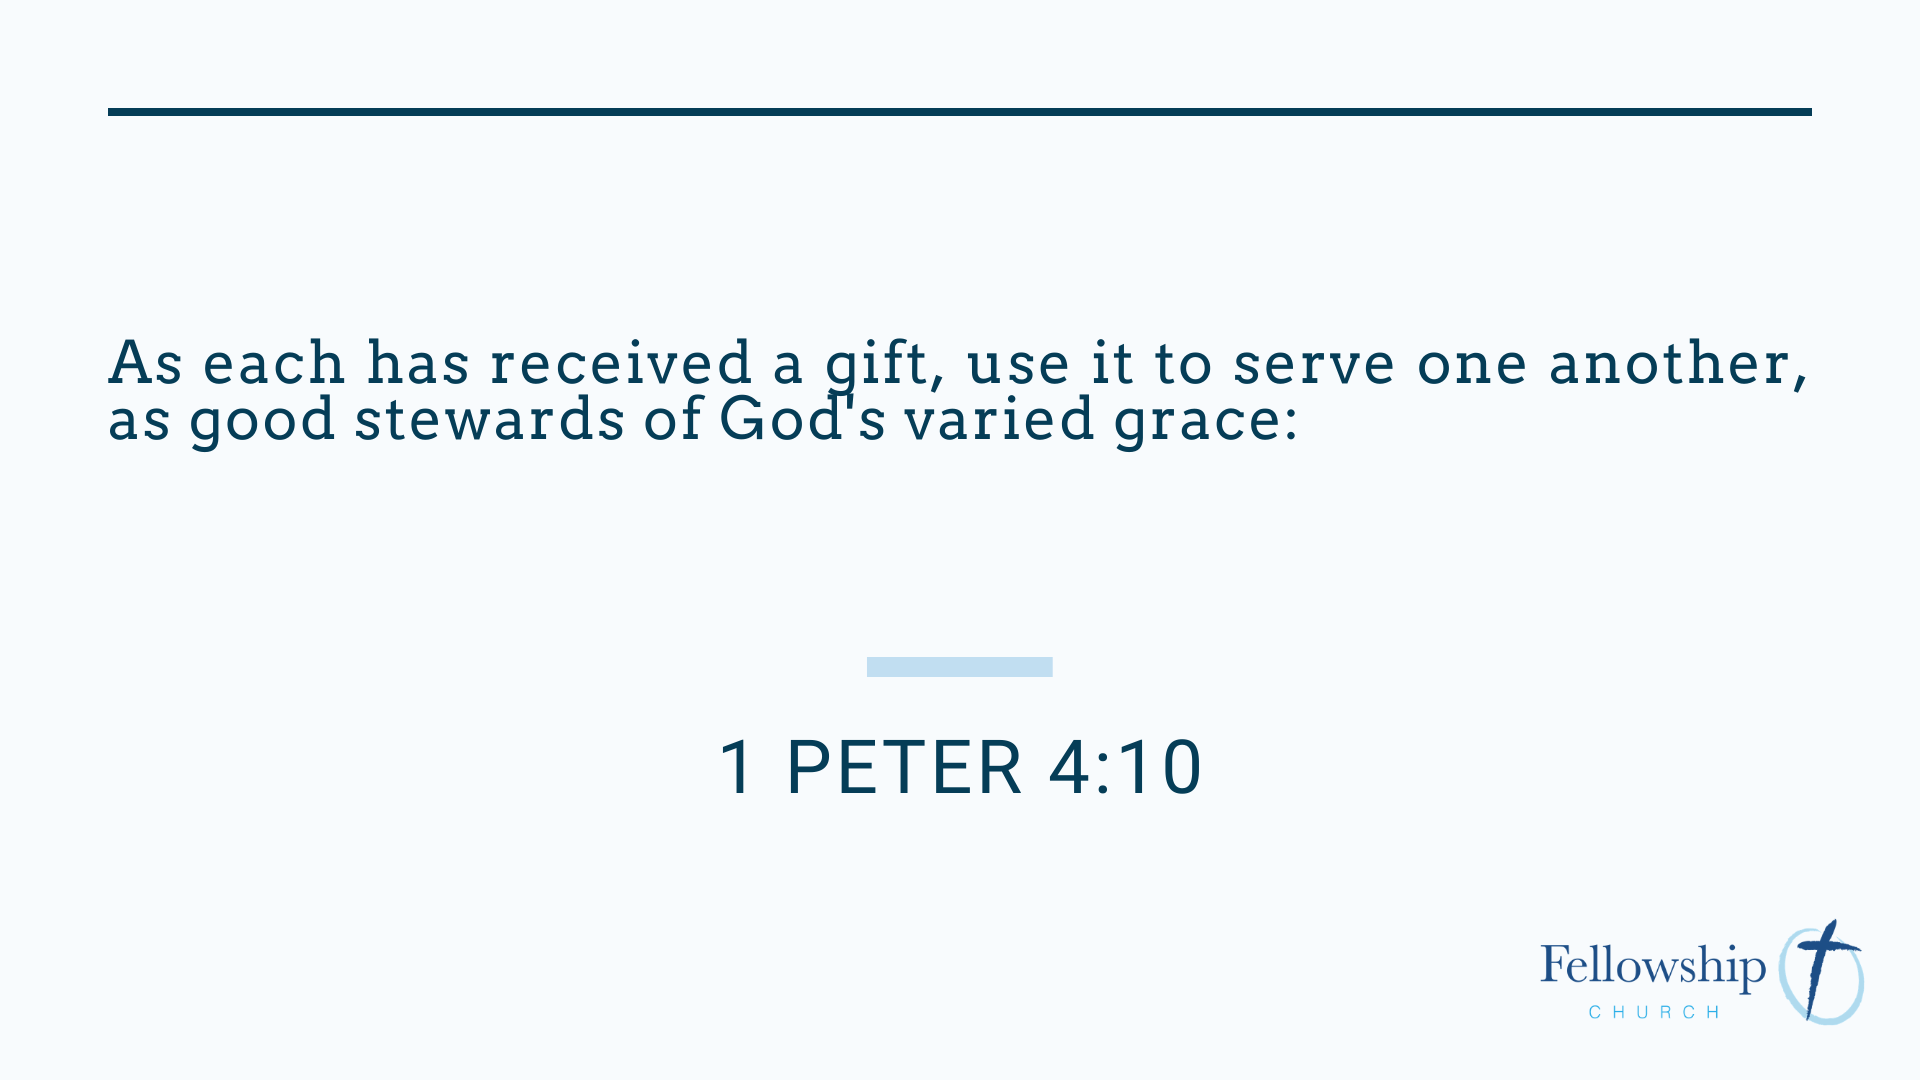 As each has received a gift, use it to serve one another,
as good stewards of God's varied grace:
1 PETER 4:10
Fellowship
CHURCH